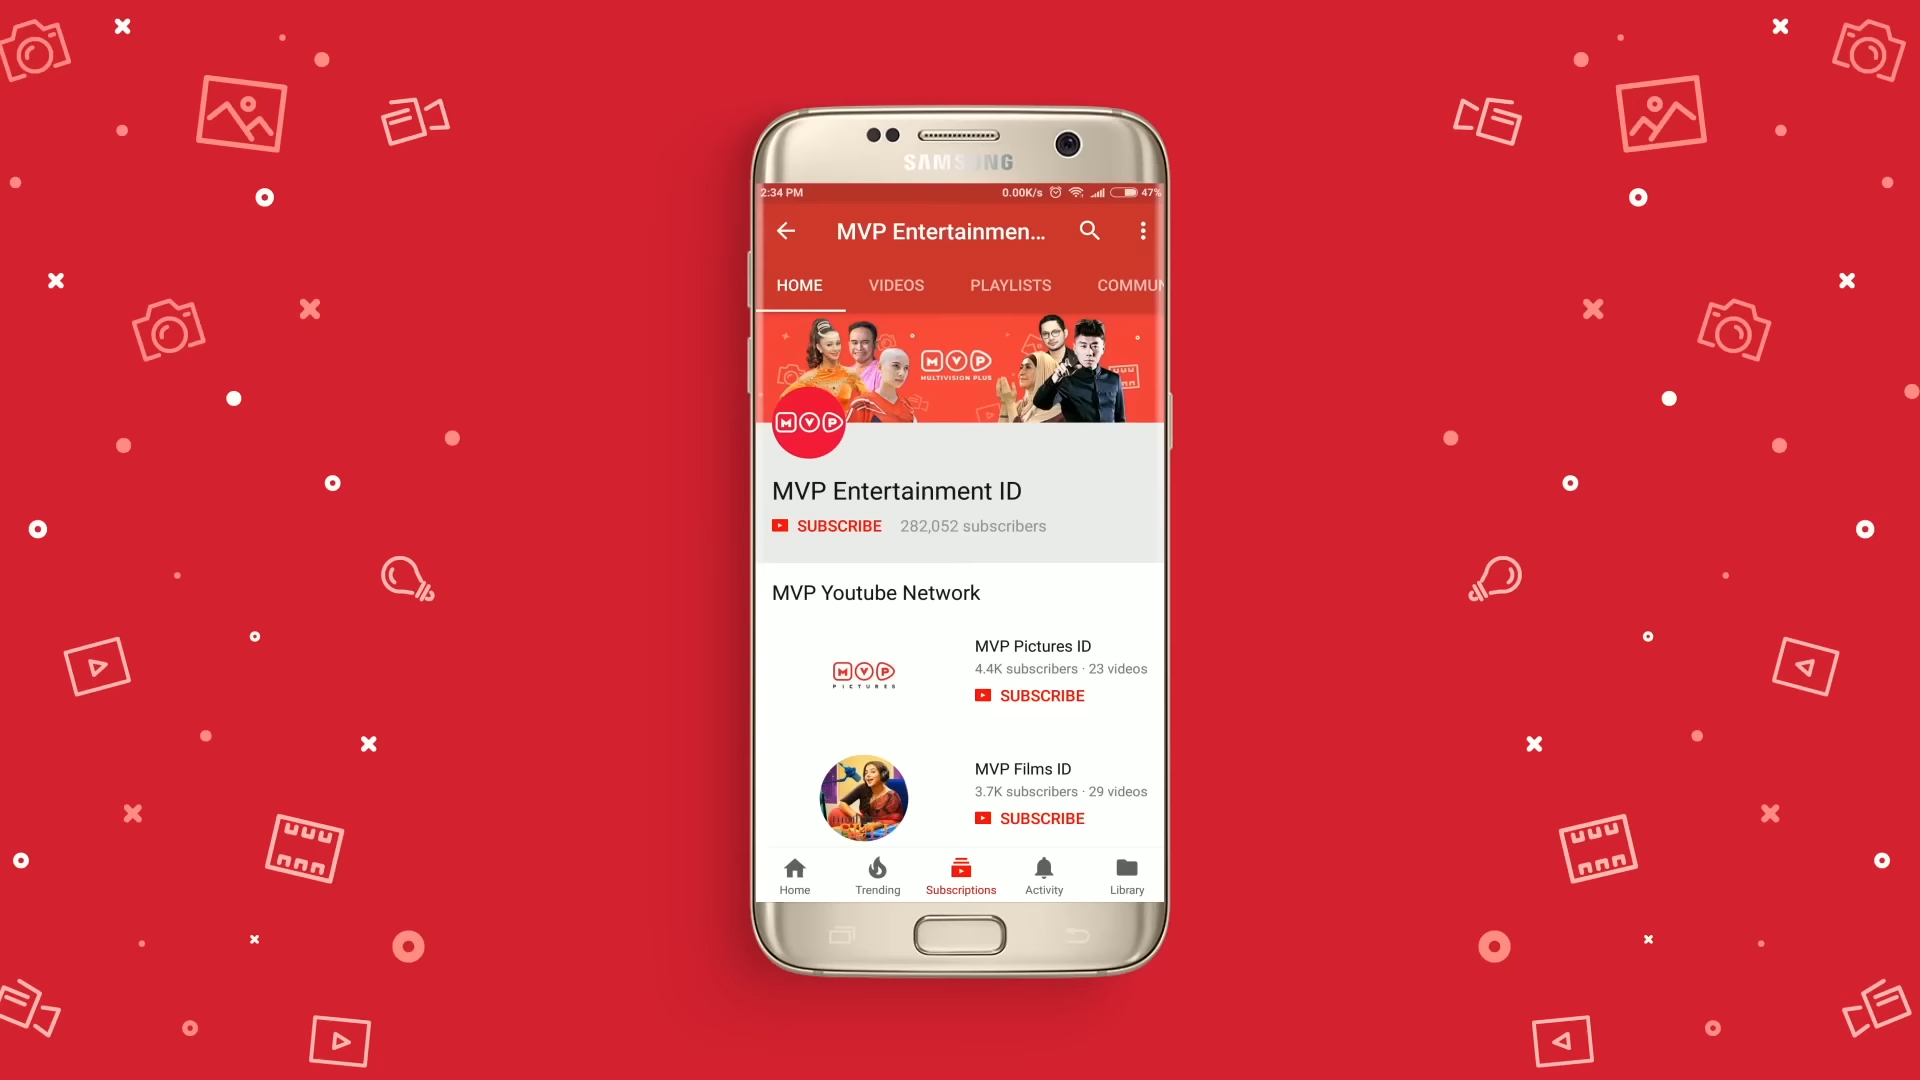 SAMSUNG
2:34 PM 0.00K/s 47%
MVP Entertainmen...
HOME VIDEOS PLAYLISTS COMMUN
MVP
MULTIVISION PLUS
MVP
MVP Entertainment ID
SUBSCRIBE 282,052 subscribers
MVP Youtube Network
MVP Pictures ID
4.4K subscribers · 23 videos
SUBSCRIBE
MVP
PICTURES
MVP Films ID
3.7K subscribers · 29 videos
SUBSCRIBE
Home Trending Subscriptions Activity Library